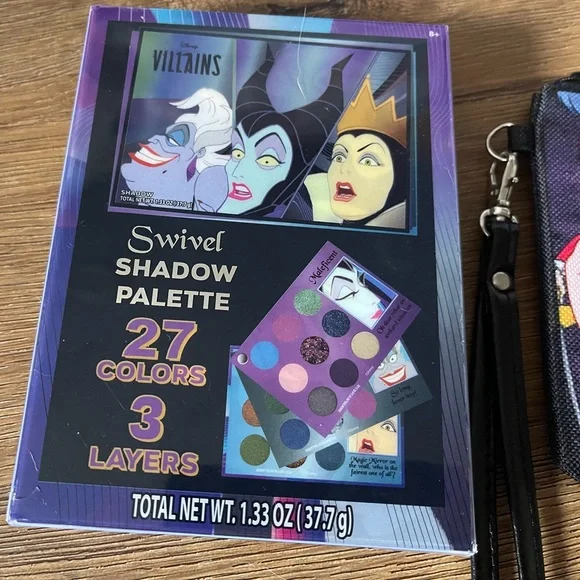 8+
Disney
VILLAINS
SHADOW
TOTAL NET WT. 1.33 OZ (37.7 g)
Swivel
SHADOW
PALETTE
27
COLORS
3
LAYERS
Maleficent
Magic Mirror on
the wall, who is the
fairest one of all?
TOTAL NET WT. 1.33 OZ (37.7 g)